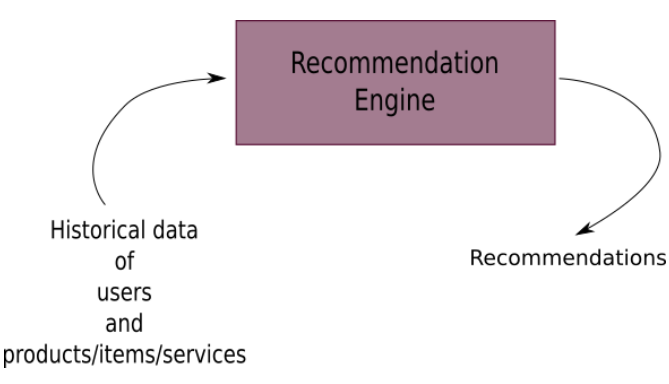 Recommendation
Engine
Historical data
of
users
and
products/items/services
Recommendations